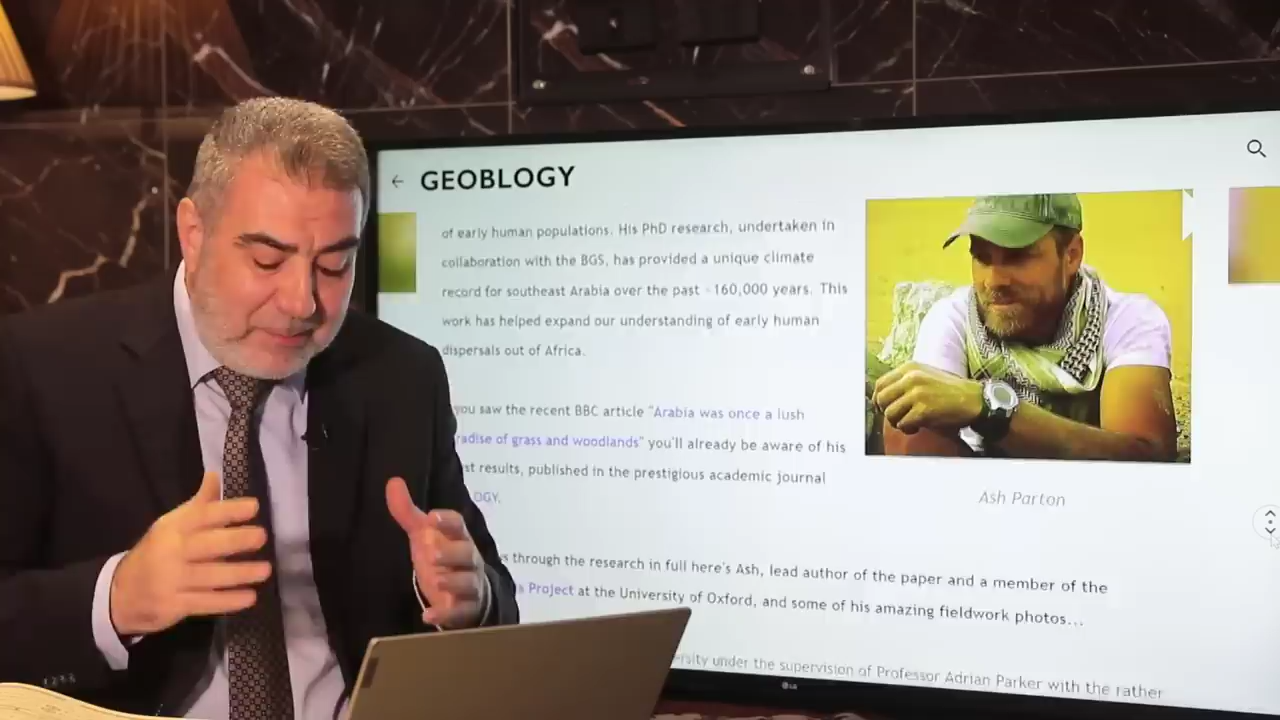 GEOBLOGY
of early human populations. His PhD research, undertaken in
collaboration with the BGS, has provided a unique climate
record for southeast Arabia over the past ~160,000 years. This
work has helped expand our understanding of early human
dispersals out of Africa.
you saw the recent BBC article "Arabia was once a lush
radise of grass and woodlands" you'll already be aware of his
st results, published in the prestigious academic journal
OGY.
Ash Parton
s through the research in full here's Ash, lead author of the paper and a member of the
s Project at the University of Oxford, and some of his amazing fieldwork photos...
rsity under the supervision of Professor Adrian Parker with the rather
LG